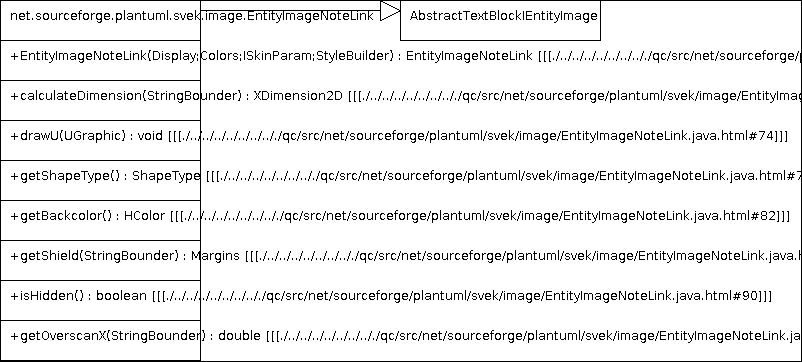 net.sourceforge.plantuml.svek.image.EntityImageNoteLink
AbstractTextBlockIEntityImage
+EntityImageNoteLink(Display;Colors;ISkinParam;StyleBuilder) : EntityImageNoteLink [[[./../../../../../../../qc/src/net/sourceforge/p
+calculateDimension(StringBounder) : XDimension2D [[[./../../../../../../../qc/src/net/sourceforge/plantuml/svek/image/EntityImag
+drawU(UGraphic) : void [[[./../../../../../../../qc/src/net/sourceforge/plantuml/svek/image/EntityImageNoteLink.java.html#74]]]
+getShapeType() : ShapeType [[[./../../../../../../../qc/src/net/sourceforge/plantuml/svek/image/EntityImageNoteLink.java.html#7
+getBackcolor() : HColor [[[./../../../../../../../qc/src/net/sourceforge/plantuml/svek/image/EntityImageNoteLink.java.html#82]]]
+getShield(StringBounder) : Margins [[[./../../../../../../../qc/src/net/sourceforge/plantuml/svek/image/EntityImageNoteLink.java.h
+isHidden() : boolean [[[./../../../../../../../qc/src/net/sourceforge/plantuml/svek/image/EntityImageNoteLink.java.html#90]]]
+getOverscanX(StringBounder) : double [[[./../../../../../../../qc/src/net/sourceforge/plantuml/svek/image/EntityImageNoteLink.ja